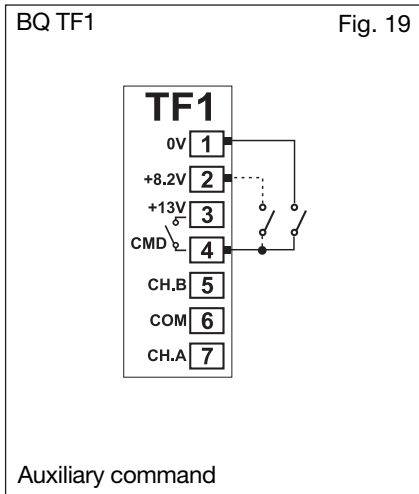 BQ TF1 Fig. 19
TF1
0V 1
+8.2V 2
+13V 3
CMD 4
CH.B 5
COM 6
CH.A 7
Auxiliary command